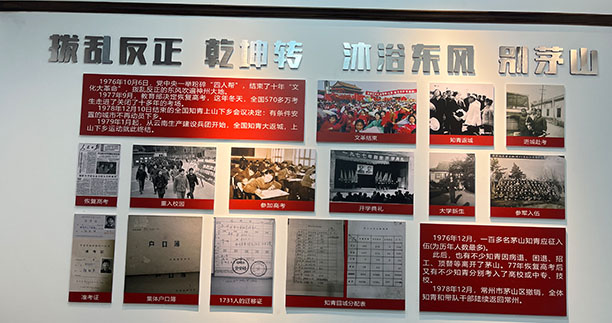 拨乱反正 乾坤转 沐浴东风 别茅山
1976年10月6日，党中央一举粉碎“四人帮”，结束了十年“文
化大革命”，拨乱反正的东风吹遍神州大地。
1977年9月，教育部决定恢复高考，这年冬天，全国570多万考
生走进了关闭了十多年的考场。
1978年12月10日结束的全国知青上山下乡会议决定：有条件安
置的城市不再动员下乡。
1979年1月起，从云南生产建设兵团开始，全国知青大返城，上
山下乡运动就此终结。
文革结束
知青返城
进城赴考
恢复高考
重入校园
参加高考
开学典礼
大学新生
参军入伍
准考证
集体户口簿
1731人的迁移证
知青回城分配表
户口簿
1976年12月，一百多名茅山知青应征入
伍(为历年人数最多)。
此后，也有不少知青因病退、困退、招
工、顶替等离开了茅山。77年恢复高考后
又有不少知青分别考入了高校或中专、技
校。
1978年12月，常州市茅山区撤销，全体
知青和带队干部陆续返回常州。